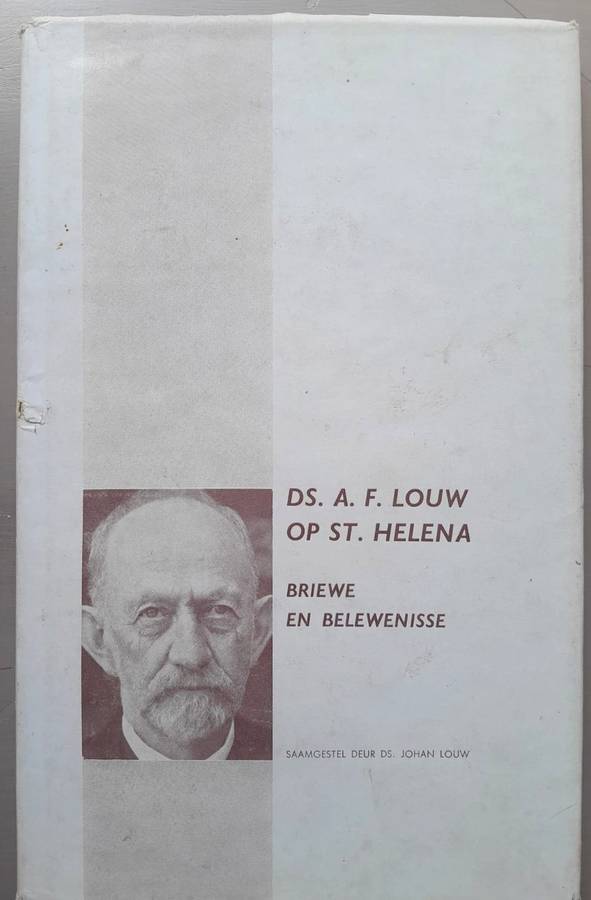 DS. A. F. LOUW
OP ST. HELENA
BRIEWE
EN BELEWENISSE
SAAMGESTEL DEUR DS. JOHAN LOUW